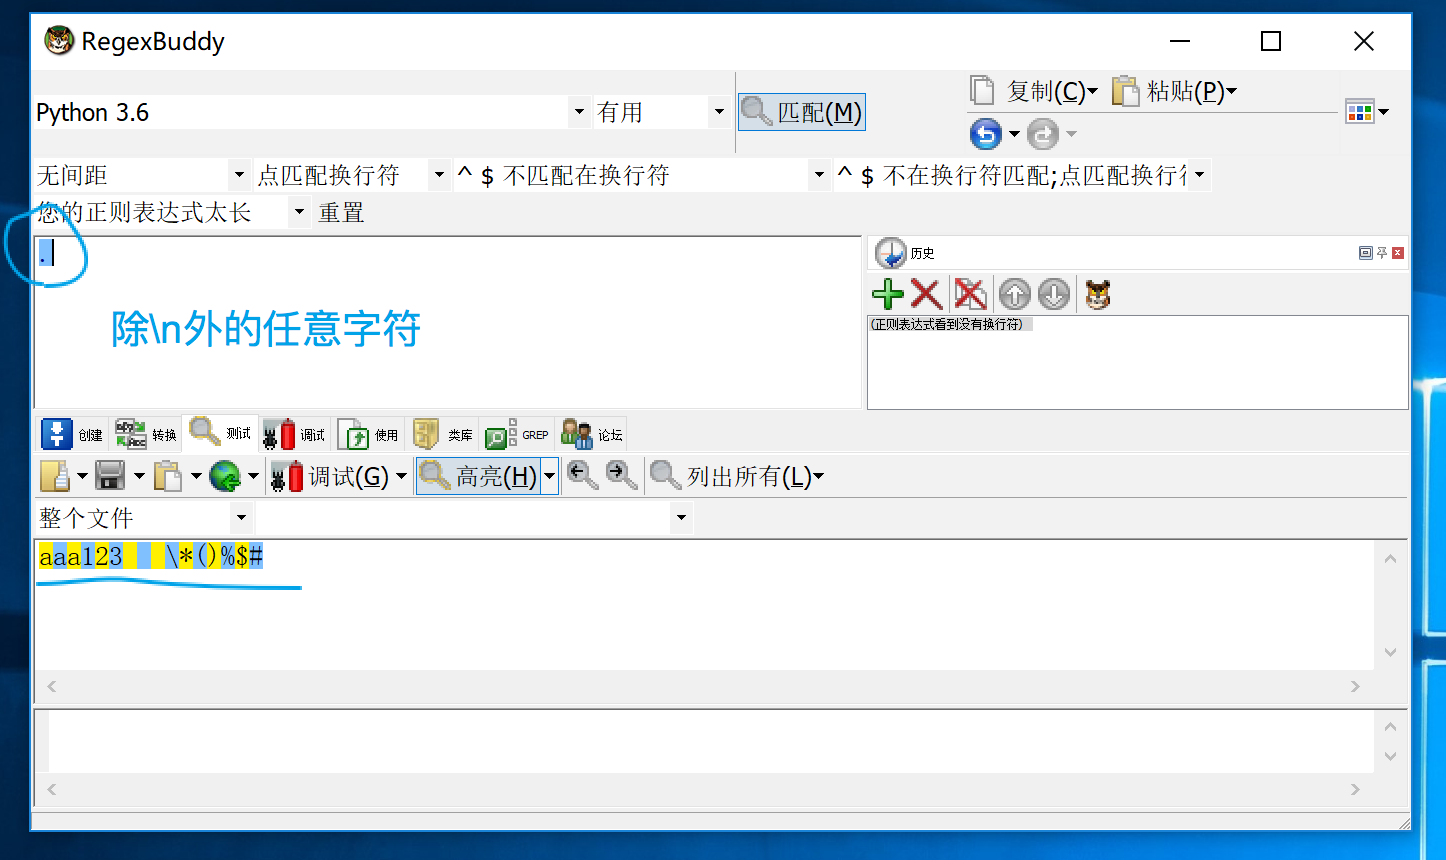 RegexBuddy
Python 3.6
有用
匹配(M)
复制(C)
粘贴(P)
无间距
点匹配换行符
^ $ 不匹配在换行符
^ $ 不在换行符匹配;点匹配换行
您的正则表达式太长
重置
.
历史
除\n外的任意字符
(正则表达式看到没有换行符)
创建
转换
测试
调试
使用
类库
GREP
论坛
调试(G)
高亮(H)
列出所有(L)
整个文件
aaa123   \*()%$#